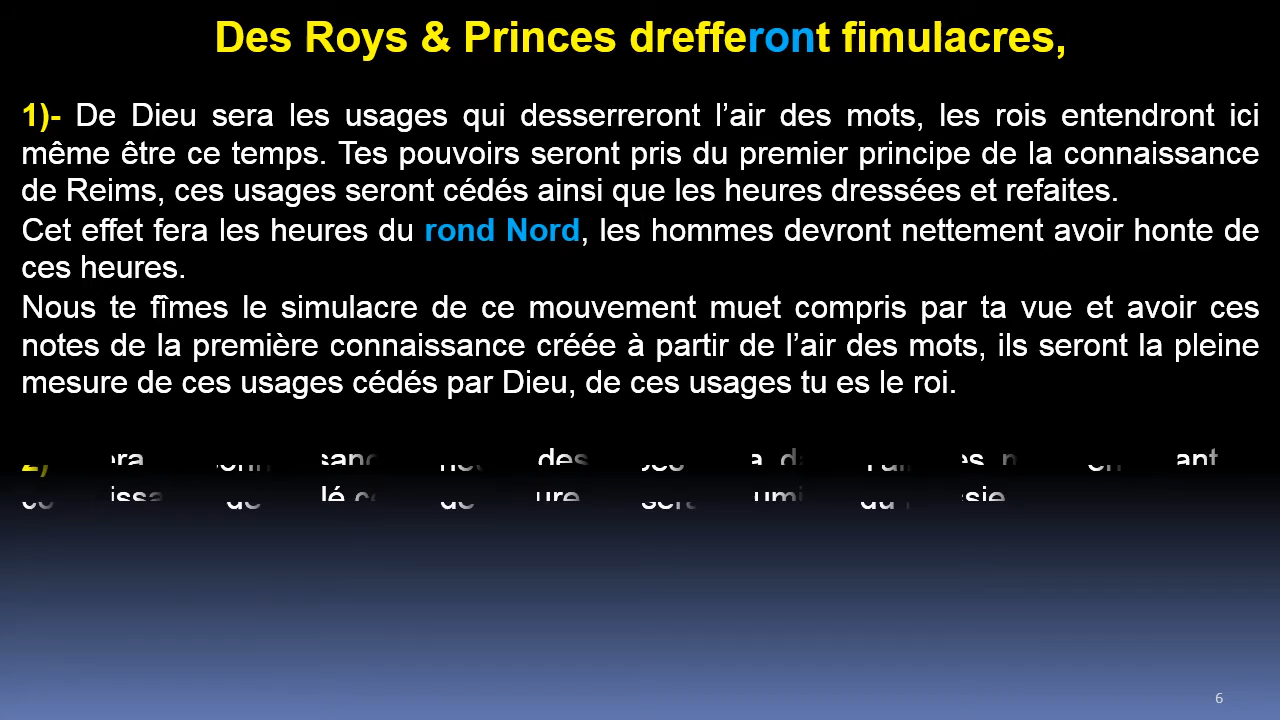 Des Roys & Princes drefferont fimulacres,
1)- De Dieu sera les usages qui desserreront l’air des mots, les rois entendront ici
même être ce temps. Tes pouvoirs seront pris du premier principe de la connaissance
de Reims, ces usages seront cédés ainsi que les heures dressées et refaites.
Cet effet fera les heures du rond Nord, les hommes devront nettement avoir honte de
ces heures.
Nous te fîmes le simulacre de ce mouvement muet compris par ta vue et avoir ces
notes de la première connaissance créée à partir de l’air des mots, ils seront la pleine
mesure de ces usages cédés par Dieu, de ces usages tu es le roi.
2)
des
de
6